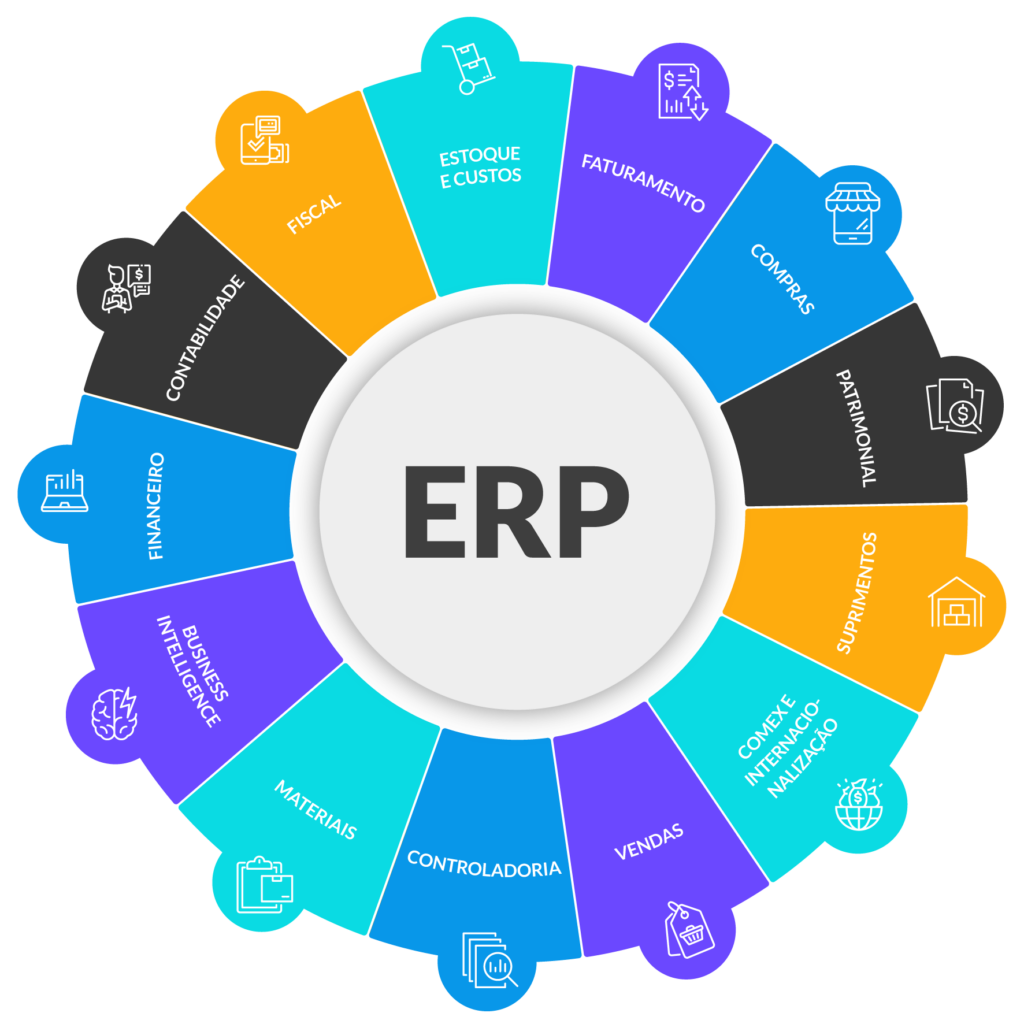 ESTOQUE
E CUSTOS
FATURAMENTO
COMPRAS
PATRIMONIAL
SUPRIMENTOS
COMEX E
INTERNACIO-
NALIZAÇÃO
VENDAS
CONTROLADORIA
MATERIAIS
BUSINESS
INTELLIGENCE
FINANCEIRO
CONTABILIDADE
FISCAL
ERP